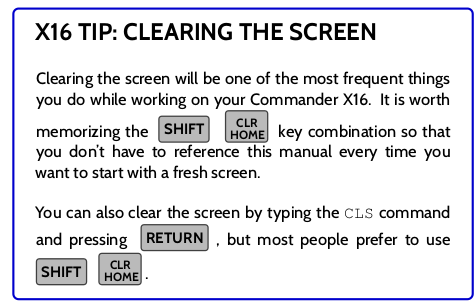 X16 TIP: CLEARING THE SCREEN
Clearing the screen will be one of the most frequent things
you do while working on your Commander X16. It is worth
memorizing the SHIFT CLR HOME key combination so that
you don't have to reference this manual every time you
want to start with a fresh screen.
You can also clear the screen by typing the CLS command
and pressing RETURN , but most people prefer to use
SHIFT CLR HOME .